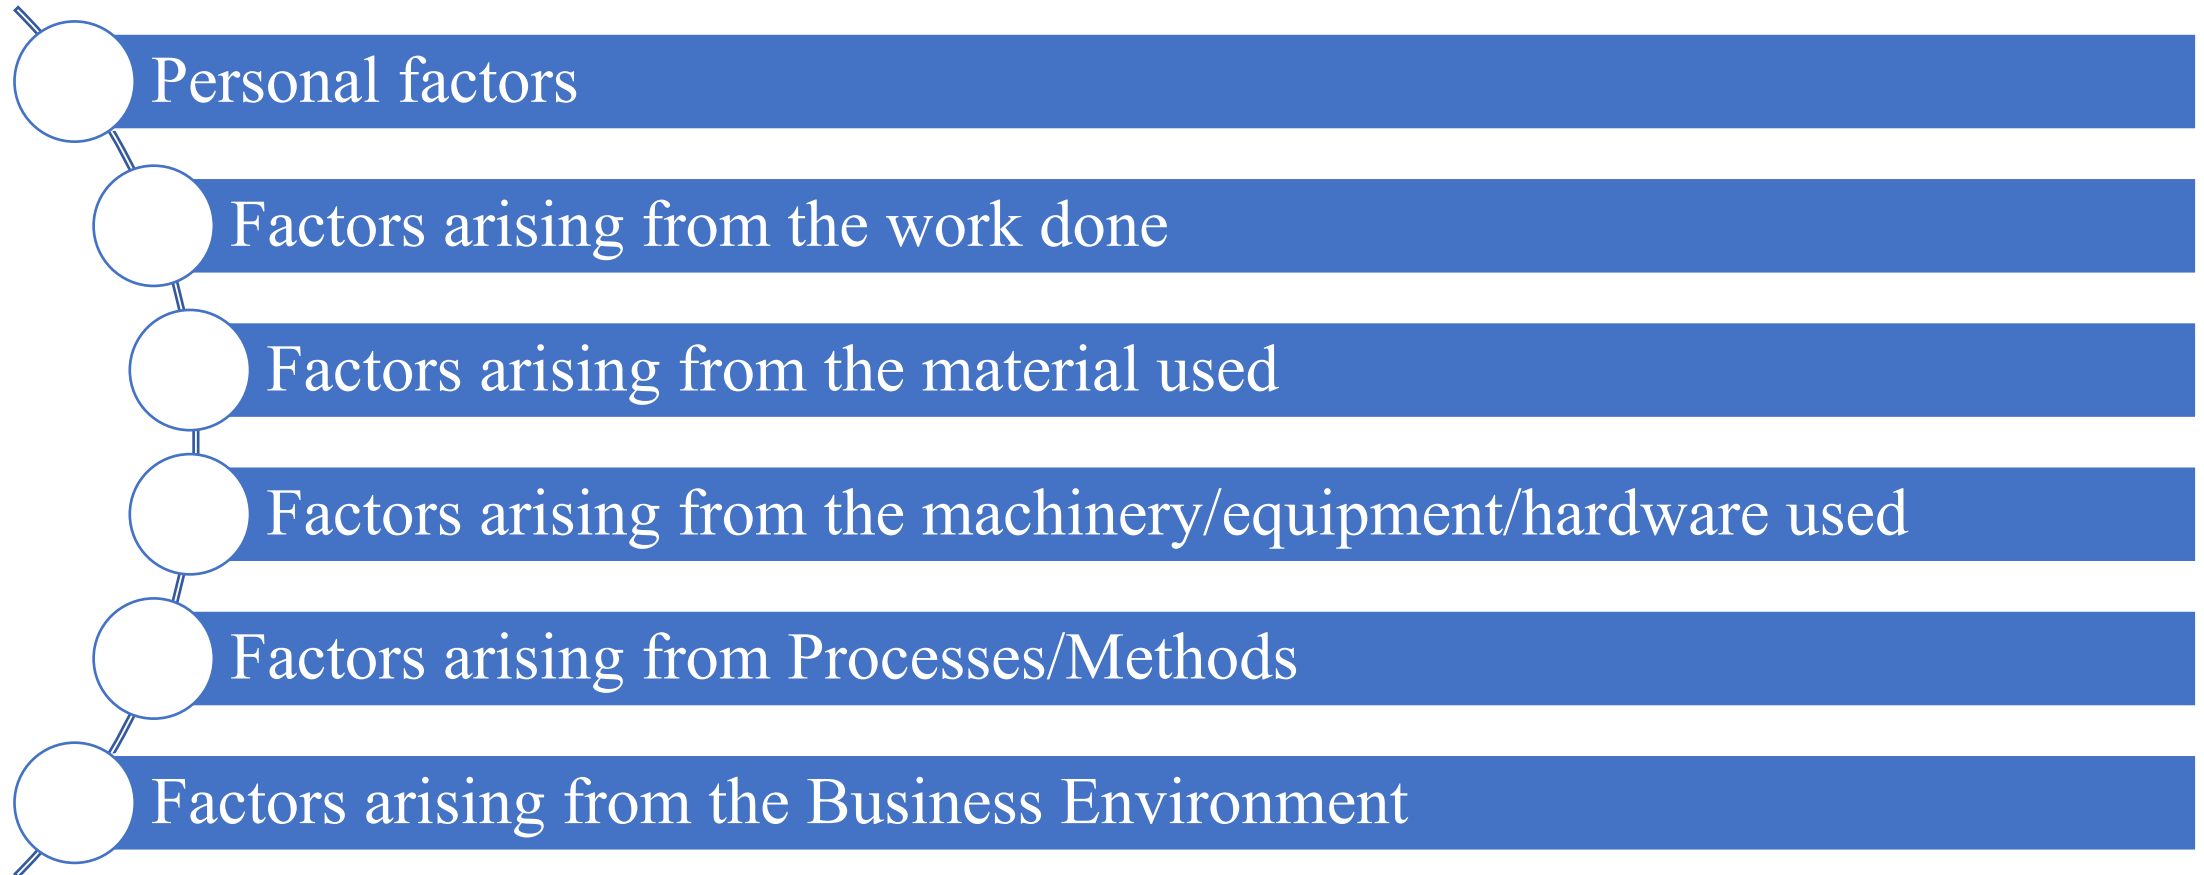 Personal factors
Factors arising from the work done
Factors arising from the material used
Factors arising from the machinery/equipment/hardware used
Factors arising from Processes/Methods
Factors arising from the Business Environment